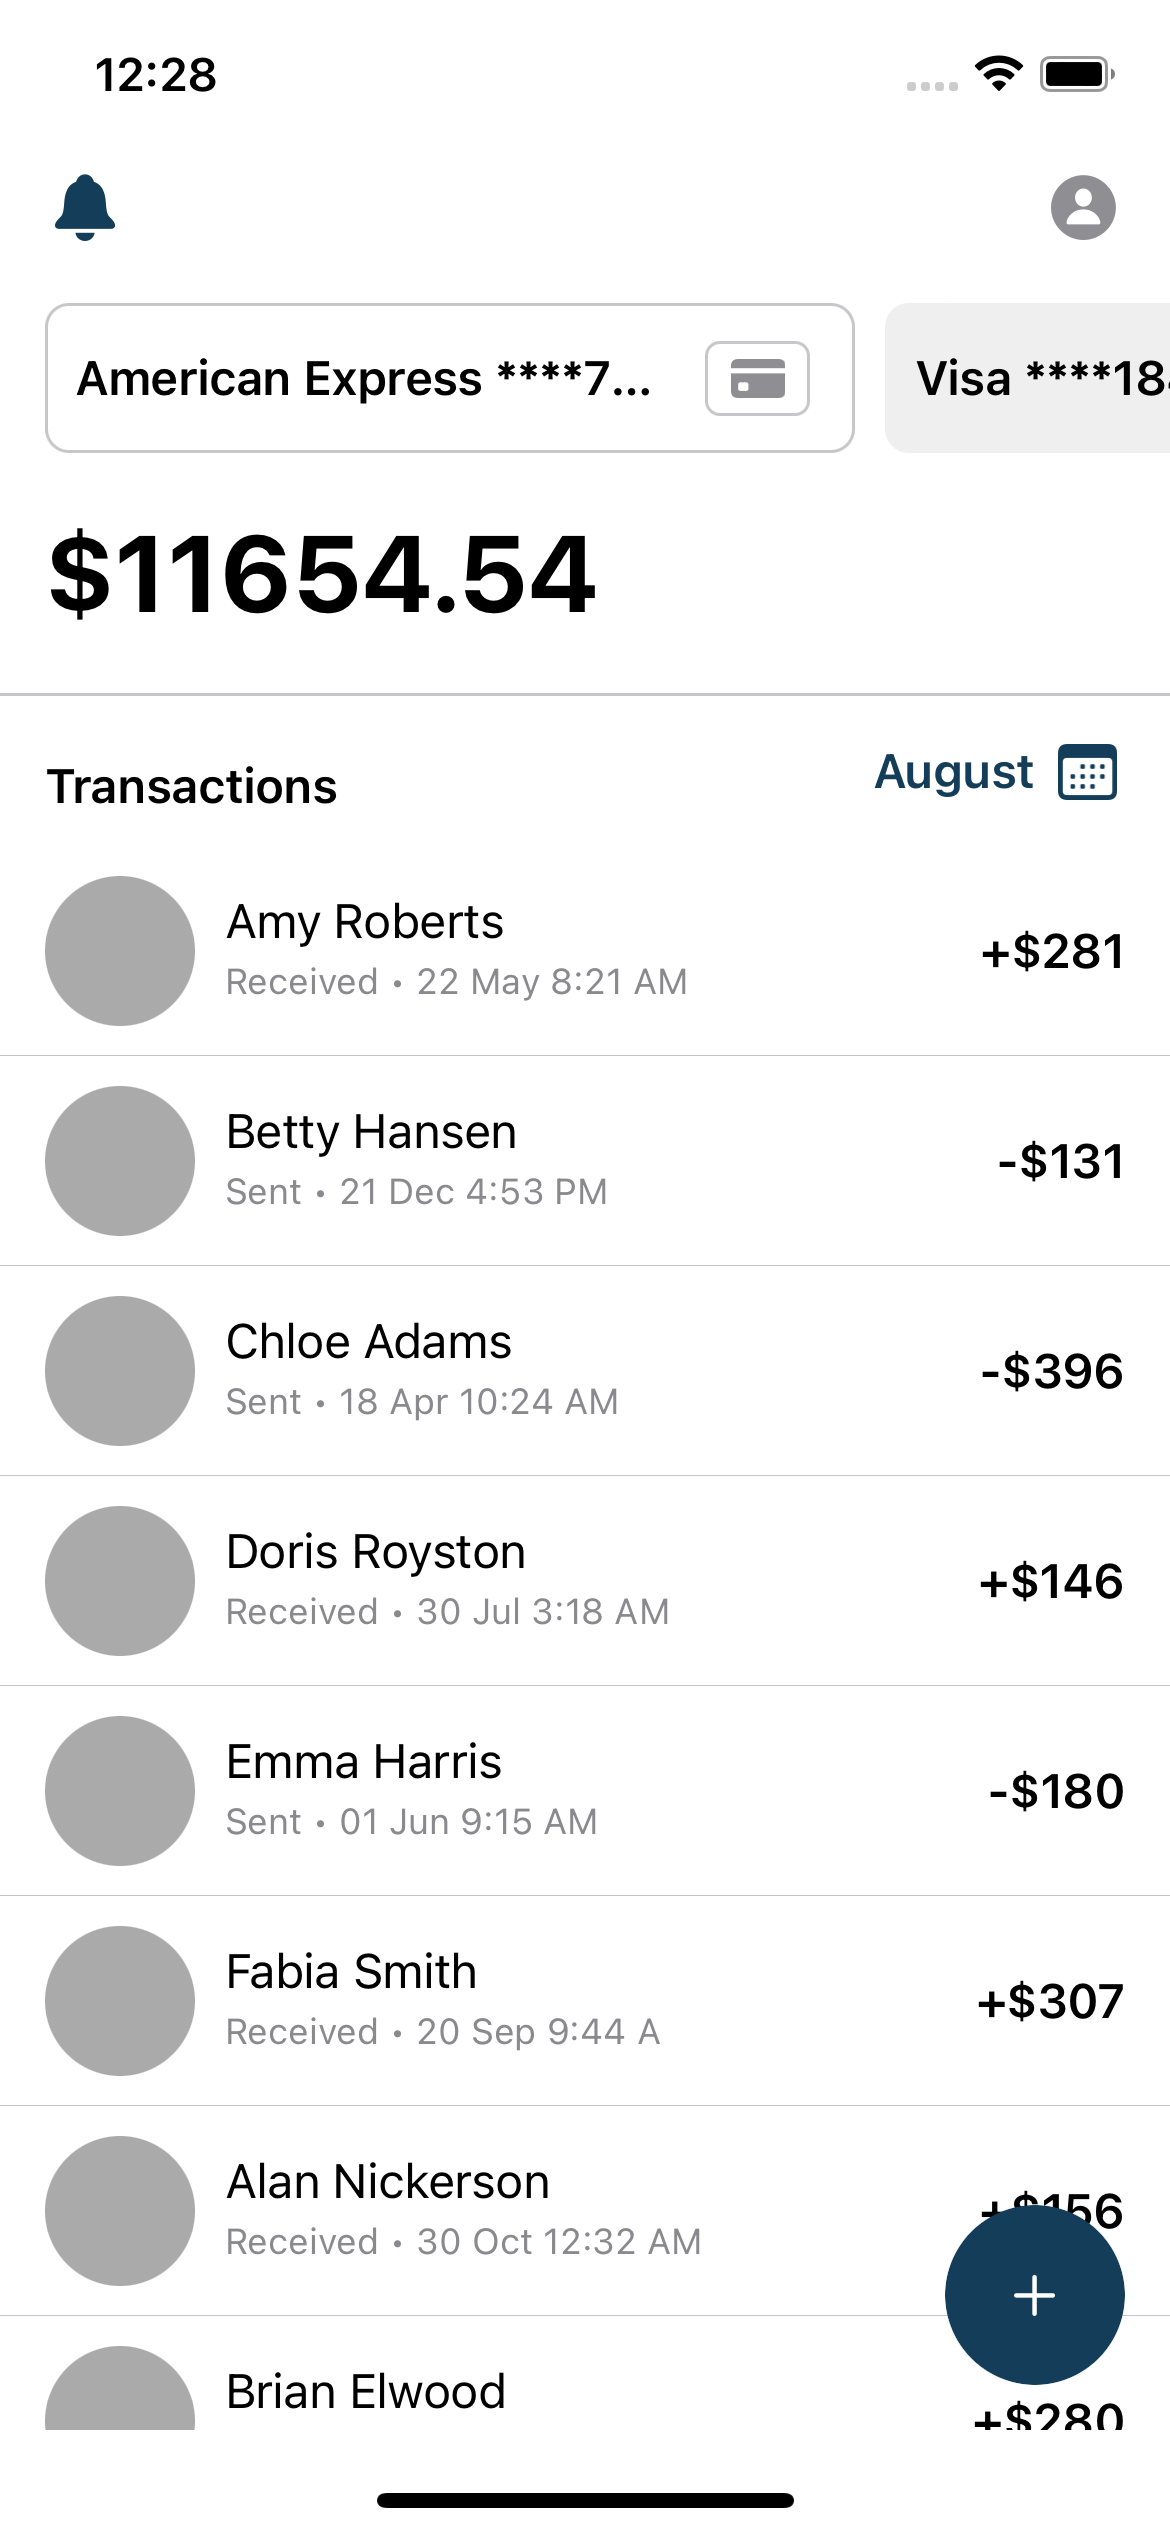 12:28
American Express ****7...
Visa ****18
$11654.54
Transactions
August
Amy Roberts
Received • 22 May 8:21 AM
+$281
Betty Hansen
Sent • 21 Dec 4:53 PM
-$131
Chloe Adams
Sent • 18 Apr 10:24 AM
-$396
Doris Royston
Received • 30 Jul 3:18 AM
+$146
Emma Harris
Sent • 01 Jun 9:15 AM
-$180
Fabia Smith
Received • 20 Sep 9:44 A
+$307
Alan Nickerson
Received • 30 Oct 12:32 AM
+$156
Brian Elwood
+$280